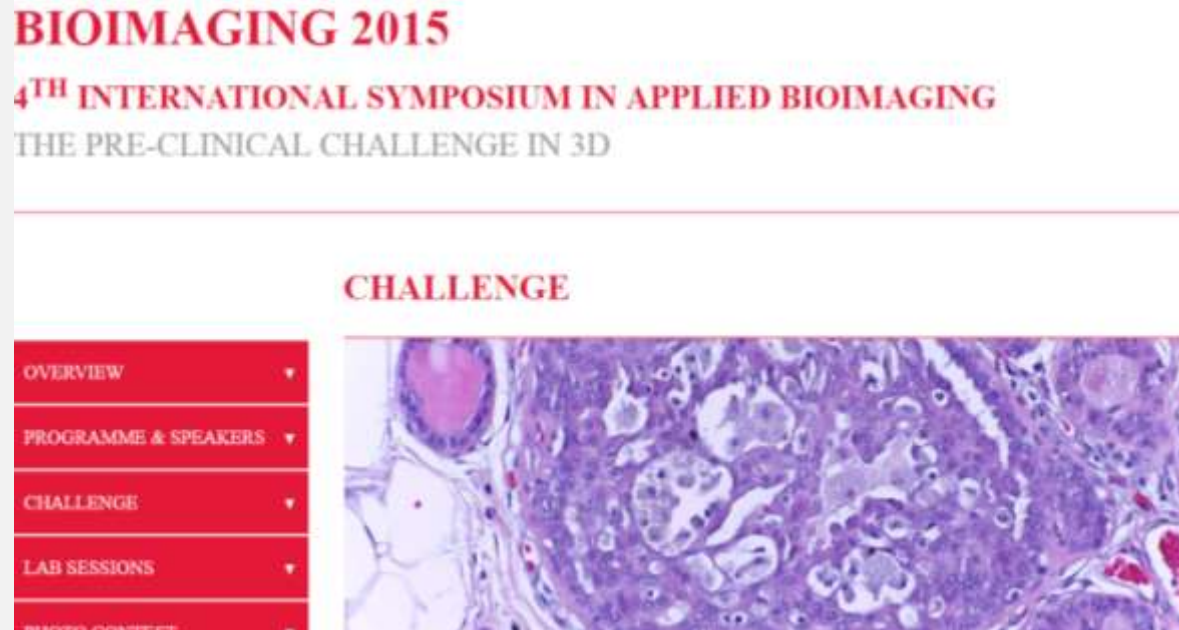 BIOIMAGING 2015
4TH INTERNATIONAL SYMPOSIUM IN APPLIED BIOIMAGING
THE PRE-CLINICAL CHALLENGE IN 3D
CHALLENGE
OVERVIEW
PROGRAMME & SPEAKERS
CHALLENGE
LAB SESSIONS